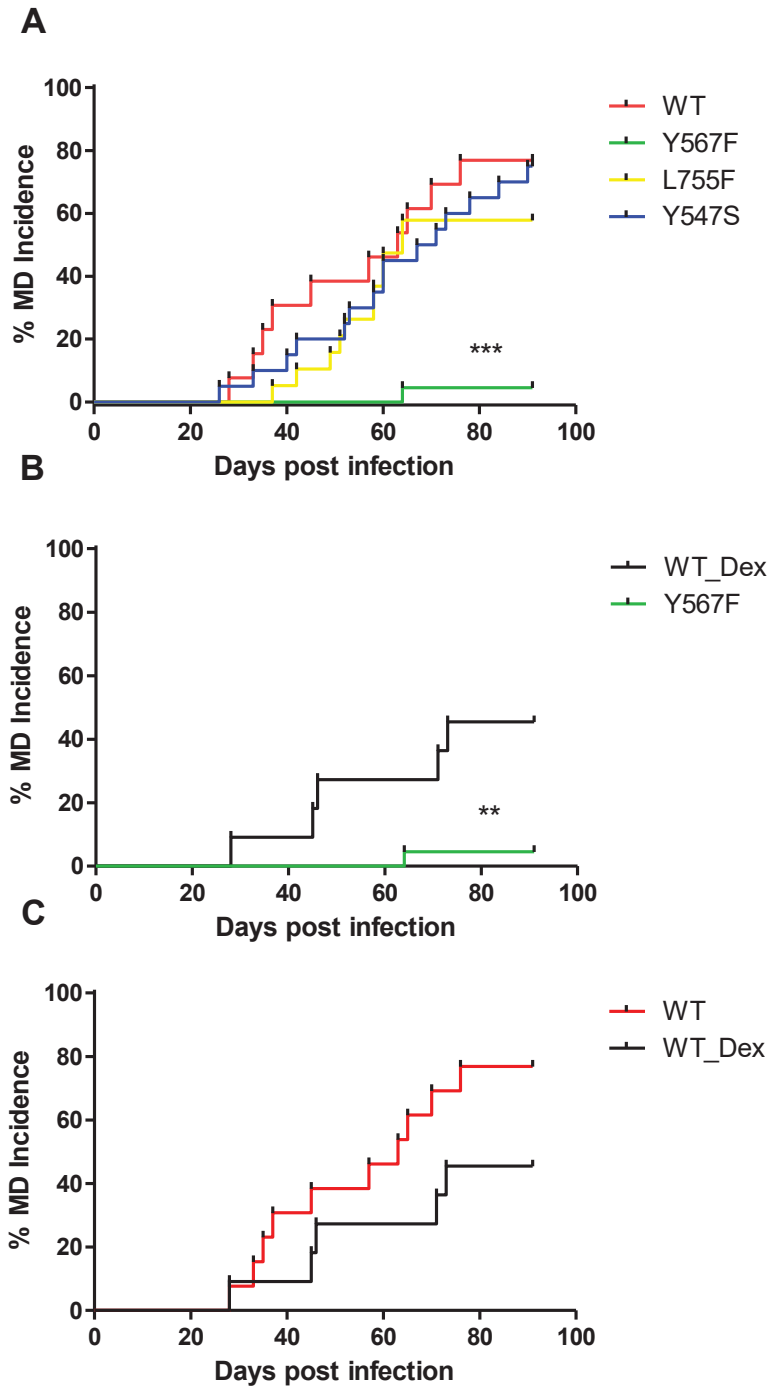 A
% MD Incidence
100
80
60
40
20
0
0 20 40 60 80 100
Days post infection
***
WT
Y567F
L755F
Y547S
B
% MD Incidence
100
80
60
40
20
0
0 20 40 60 80 100
Days post infection
**
WT_Dex
Y567F
C
% MD Incidence
100
80
60
40
20
0
0 20 40 60 80 100
Days post infection
WT
WT_Dex